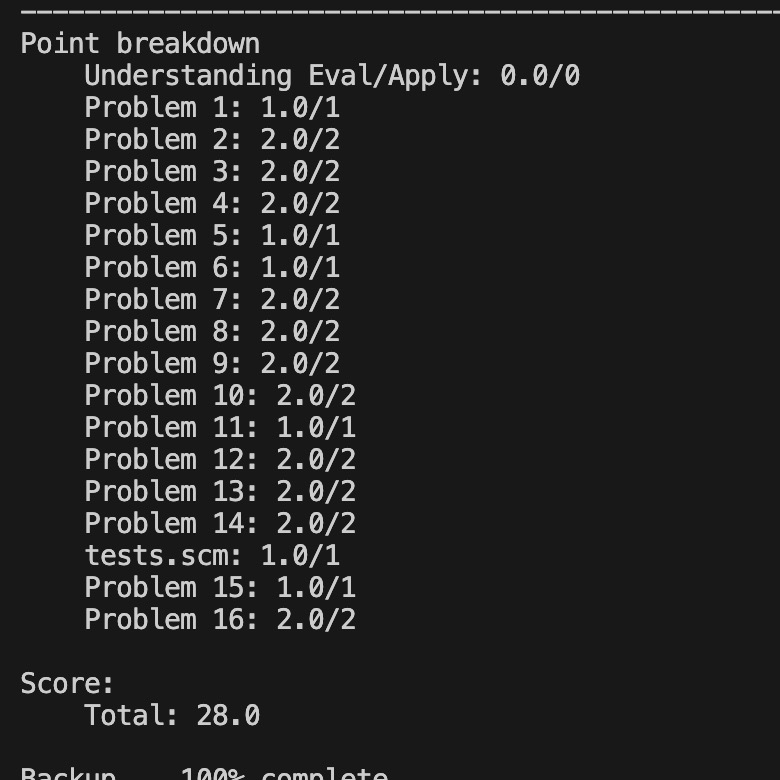 Point breakdown
Understanding Eval/Apply: 0.0/0
Problem 1: 1.0/1
Problem 2: 2.0/2
Problem 3: 2.0/2
Problem 4: 2.0/2
Problem 5: 1.0/1
Problem 6: 1.0/1
Problem 7: 2.0/2
Problem 8: 2.0/2
Problem 9: 2.0/2
Problem 10: 2.0/2
Problem 11: 1.0/1
Problem 12: 2.0/2
Problem 13: 2.0/2
Problem 14: 2.0/2
tests.scm: 1.0/1
Problem 15: 1.0/1
Problem 16: 2.0/2
Score:
Total: 28.0
Backup... 100% complete